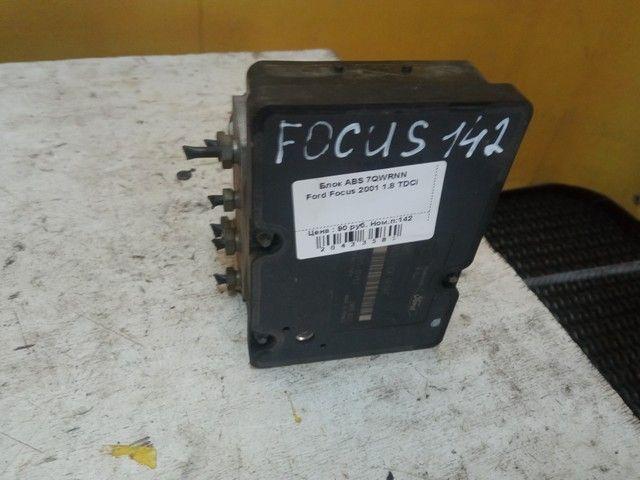 FOCUS 142
Блок ABS 7QWRNN
Ford Focus 2001 1.8 TDCi
Цена : 90 руб. Ном.п:142